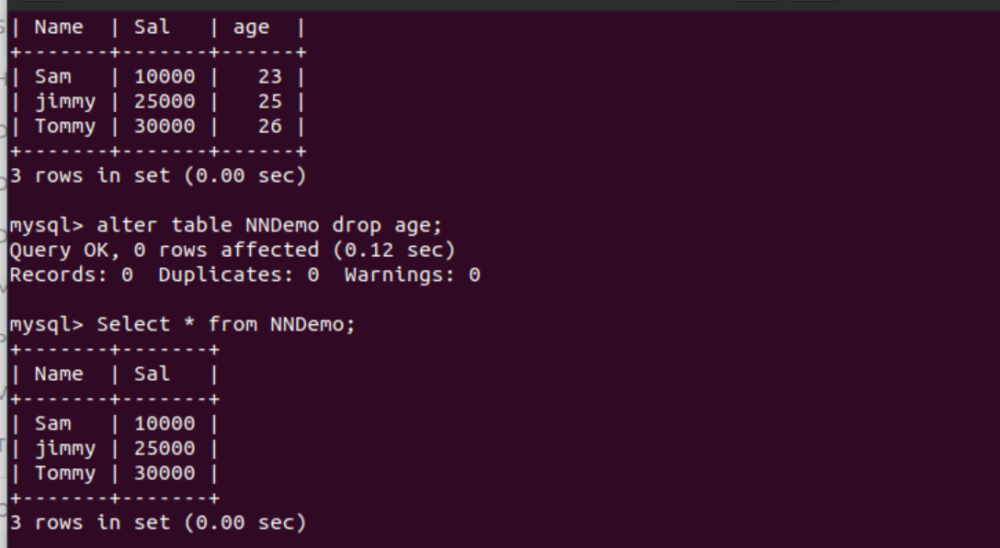 | Name  | Sal   | age  |
+-------+-------+------+
| Sam   | 10000 |   23 |
| jimmy | 25000 |   25 |
| Tommy | 30000 |   26 |
+-------+-------+------+
3 rows in set (0.00 sec)
mysql> alter table NNDemo drop age;
Query OK, 0 rows affected (0.12 sec)
Records: 0  Duplicates: 0  Warnings: 0
mysql> Select * from NNDemo;
+-------+-------+
| Name  | Sal   |
+-------+-------+
| Sam   | 10000 |
| jimmy | 25000 |
| Tommy | 30000 |
+-------+-------+
3 rows in set (0.00 sec)